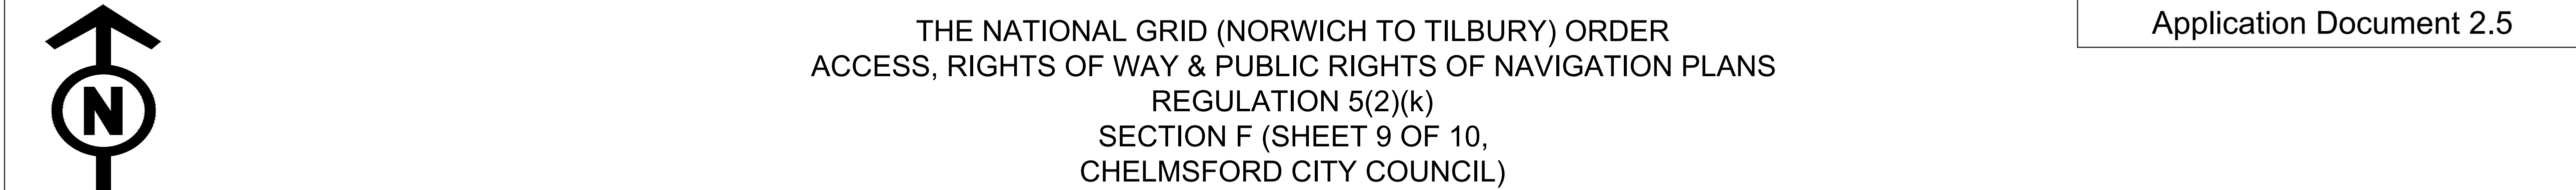 N
THE NATIONAL GRID (NORWICH TO TILBURY) ORDER
ACCESS, RIGHTS OF WAY & PUBLIC RIGHTS OF NAVIGATION PLANS
REGULATION 5(2)(k)
SECTION F (SHEET 9 OF 10,
CHELMSFORD CITY COUNCIL)
Application Document 2.5